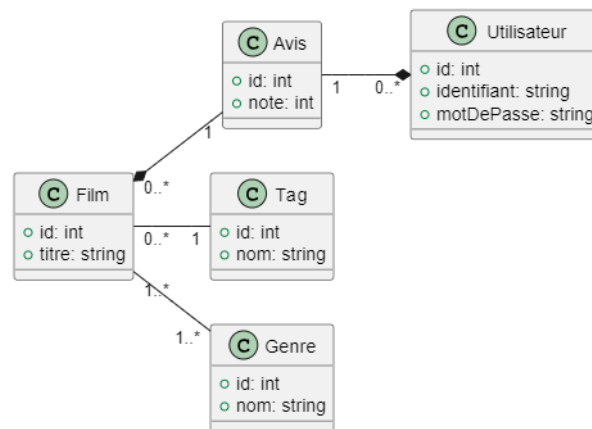 C Avis
id: int
note: int
C Utilisateur
id: int
identifiant: string
motDePasse: string
1
0..*
1
0..*
C Film
id: int
titre: string
0..*
1
C Tag
id: int
nom: string
1..*
1..*
C Genre
id: int
nom: string